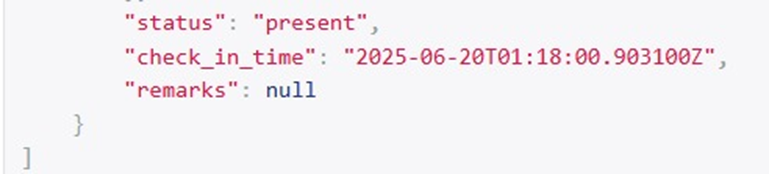 "status": "present",
"check_in_time": "2025-06-20T01:18:00.903100Z",
"remarks": null
}
]